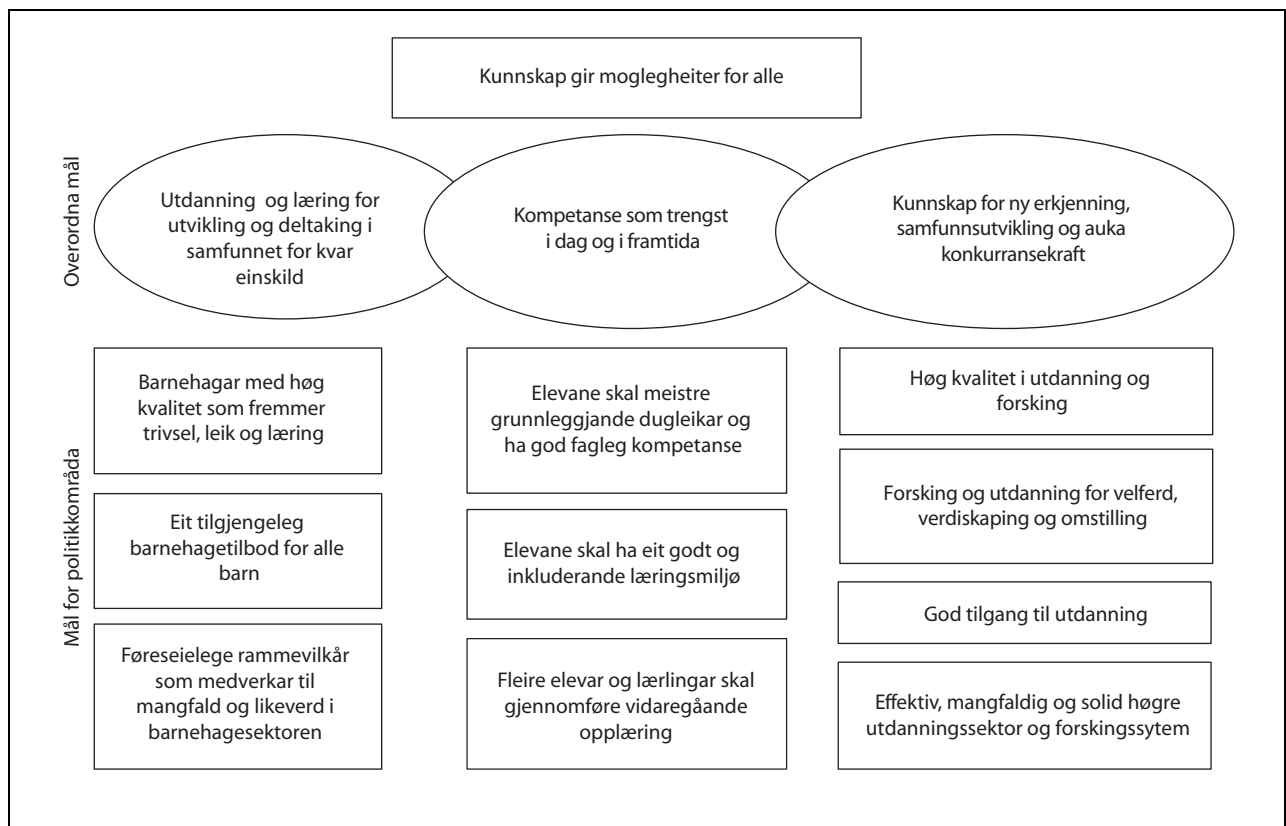 Kunnskap gir moglegheiter for alle
Overordna mål
Utdanning og læring for
utvikling og deltaking i
samfunnet for kvar
einskild
Kompetanse som trengst
i dag og i framtida
Kunnskap for ny erkjenning,
samfunnsutvikling og auka
konkurransekraft
Mål for politikkområda
Barnehagar med høg
kvalitet som fremmer
trivsel, leik og læring
Eit tilgjengeleg
barnehagetilbod for alle
barn
Føreseielege rammevilkår
som medverkar til
mangfald og likeverd i
barnehagesektoren
Elevane skal meistre
grunnleggjande dugleikar og
ha god fagleg kompetanse
Elevane skal ha eit godt og
inkluderande læringsmiljø
Fleire elevar og lærlingar skal
gjennomføre vidaregåande
opplæring
Høg kvalitet i utdanning og
forsking
Forsking og utdanning for velferd,
verdiskaping og omstilling
God tilgang til utdanning
Effektiv, mangfaldig og solid høgre
utdanningssektor og forskingssytem